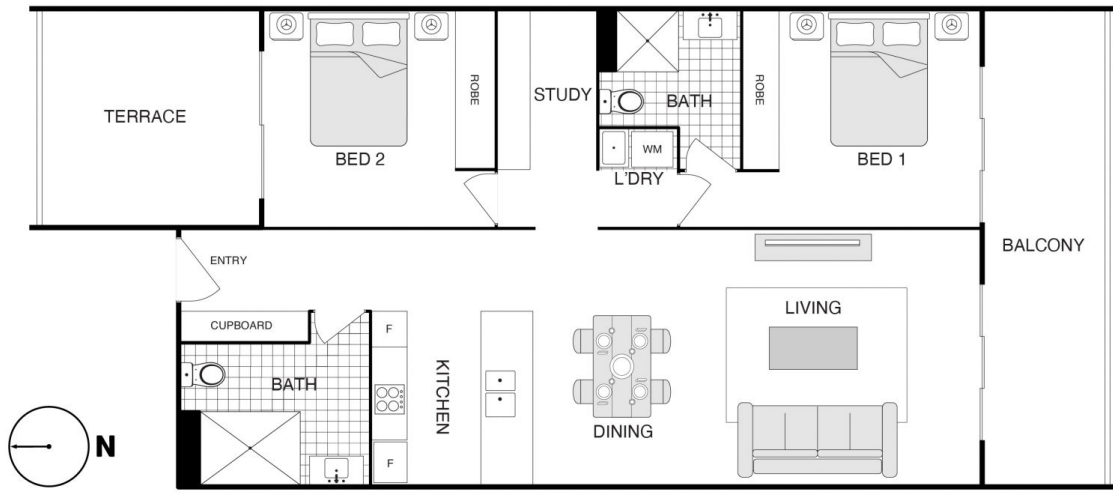 TERRACE
BED 2
ROBE
STUDY
BATH
WM
L'DRY
ROBE
BED 1
BALCONY
ENTRY
CUPBOARD
BATH
F
F
KITCHEN
DINING
LIVING
N